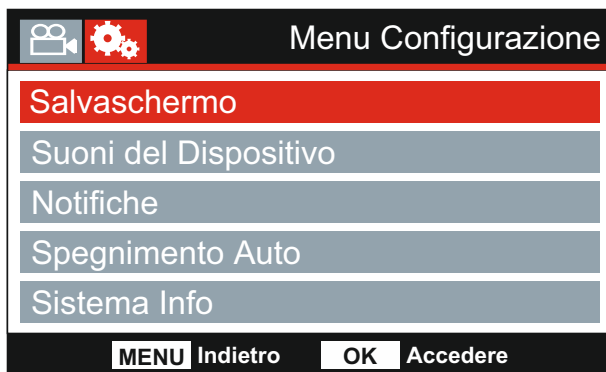 Menu Configurazione
Salvaschermo
Suoni del Dispositivo
Notifiche
Spegnimento Auto
Sistema Info
MENU Indietro OK Accedere